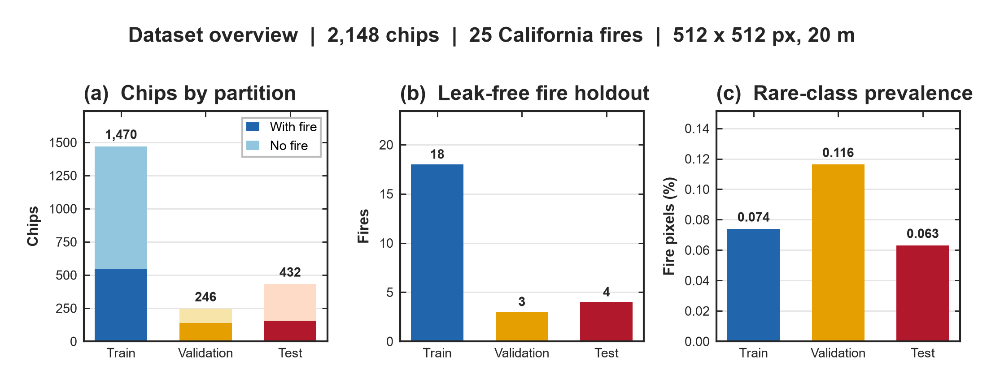 Dataset overview | 2,148 chips | 25 California fires | 512 x 512 px, 20 m
(a) Chips by partition
Chips
1500
1250
1000
750
500
250
0
1,470
246
432
With fire
No fire
Train
Validation
Test
(b) Leak-free fire holdout
Fires
20
15
10
5
0
18
3
4
Train
Validation
Test
(c) Rare-class prevalence
Fire pixels (%)
0.14
0.12
0.10
0.08
0.06
0.04
0.02
0.00
0.074
0.116
0.063
Train
Validation
Test